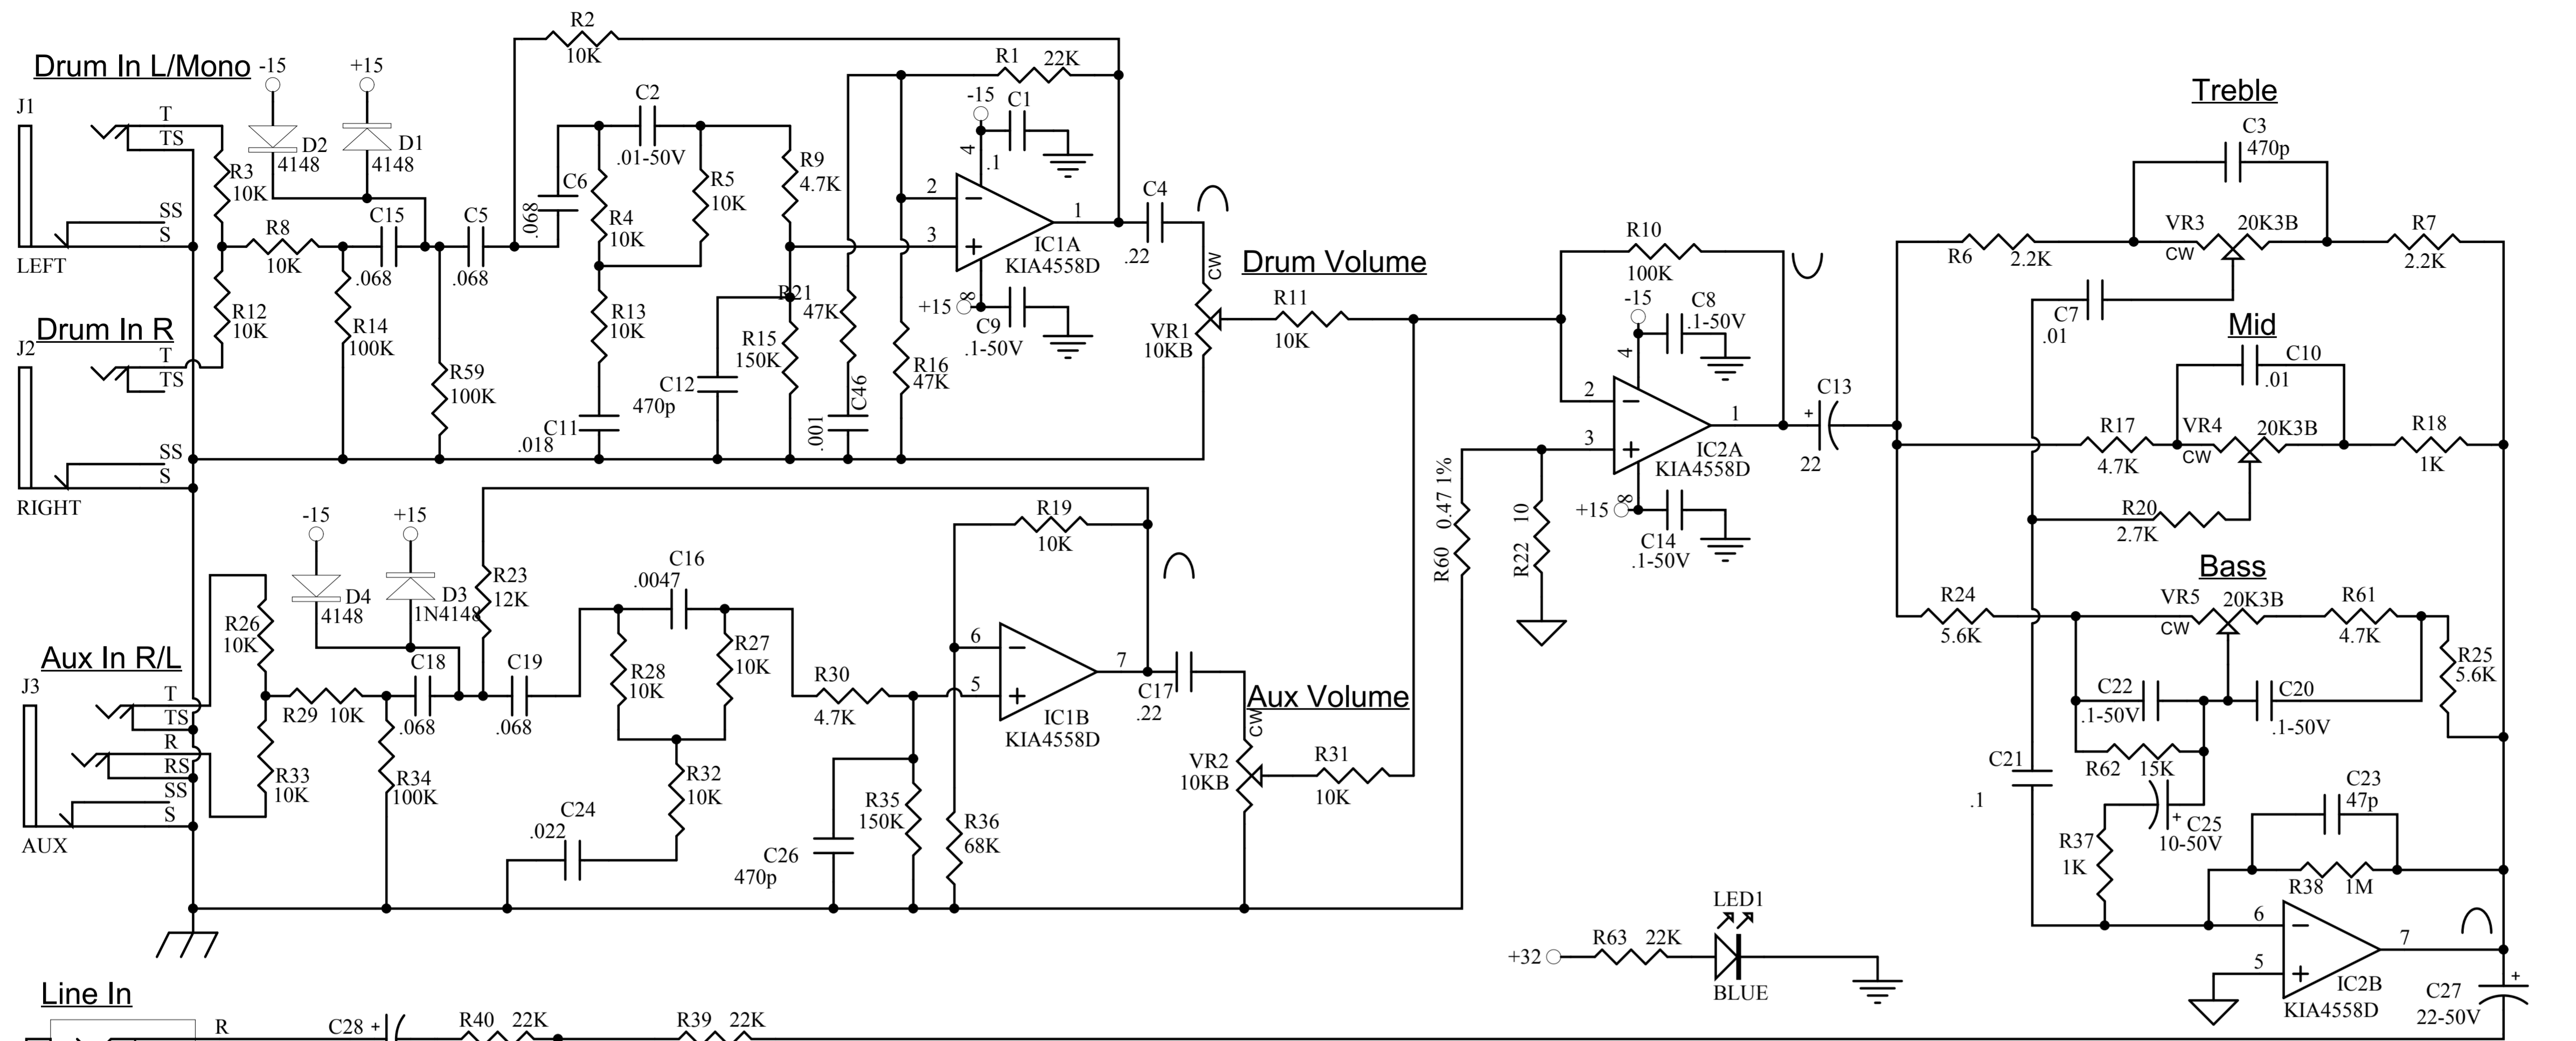 Drum In L/Mono
J1
T
TS
SS
S
LEFT
-15
+15
D2
4148
D1
4148
R3
10K
R8
10K
C15
.068
C5
.068
R12
10K
R14
100K
R59
100K
Drum In R
J2
T
TS
SS
S
RIGHT
R2
10K
C2
.01-50V
C6
.068
R4
10K
R5
10K
R9
4.7K
R13
10K
C11
.018
C12
470p
R15
150K
R21
47K
C46
.001
R16
47K
R1 22K
-15
C1
.1
4
2
3
1
8
IC1A
KIA4558D
+15
C9
.1-50V
C4
.22
CW
Drum Volume
VR1
10KB
R11
10K
R10
100K
-15
C8
.1-50V
4
2
3
1
8
IC2A
KIA4558D
+15
C14
.1-50V
R60 0.47 1%
R22 10
C13
+
22
Treble
C3
470p
R6
2.2K
VR3
CW
20K3B
R7
2.2K
C7
.01
Mid
C10
.01
R17
4.7K
VR4
CW
20K3B
R18
1K
R20
2.7K
Bass
R24
5.6K
VR5
CW
20K3B
R61
4.7K
R25
5.6K
C22
.1-50V
C20
.1-50V
R62 15K
C21
.1
R37
1K
+
C25
10-50V
C23
47p
R38 1M
6
5
7
IC2B
KIA4558D
+
C27
22-50V
-15
+15
D4
4148
D3
1N4148
R23
12K
R26
10K
Aux In R/L
J3
T
TS
R
RS
SS
S
AUX
R29 10K
C18
.068
C19
.068
R33
10K
R34
100K
C16
.0047
R28
10K
R27
10K
R32
10K
C24
.022
R30
4.7K
C26
470p
R35
150K
R36
68K
R19
10K
6
5
7
IC1B
KIA4558D
C17
.22
CW
Aux Volume
VR2
10KB
R31
10K
+32
R63 22K
LED1
BLUE
Line In
R
C28 +
R40 22K
R39 22K